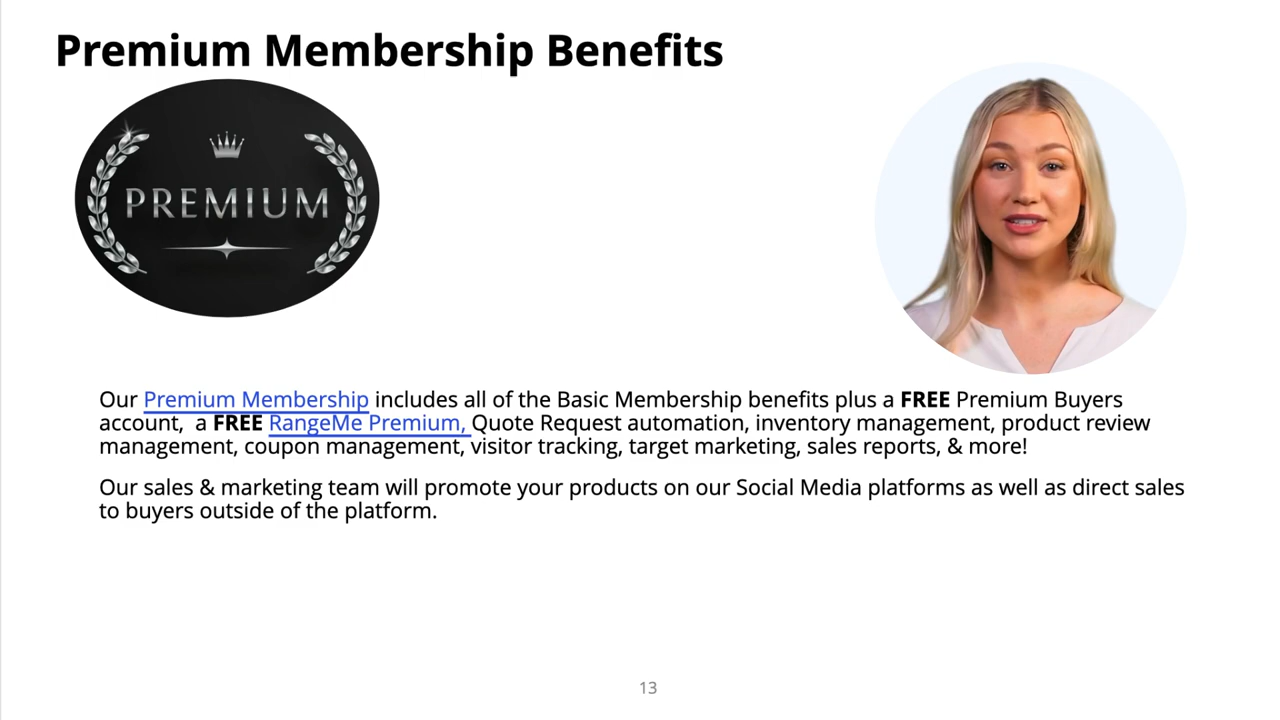 Premium Membership Benefits
PREMIUM
Our Premium Membership includes all of the Basic Membership benefits plus a FREE Premium Buyers
account,  a FREE RangeMe Premium, Quote Request automation, inventory management, product review
management, coupon management, visitor tracking, target marketing, sales reports, & more!
Our sales & marketing team will promote your products on our Social Media platforms as well as direct sales
to buyers outside of the platform.
13